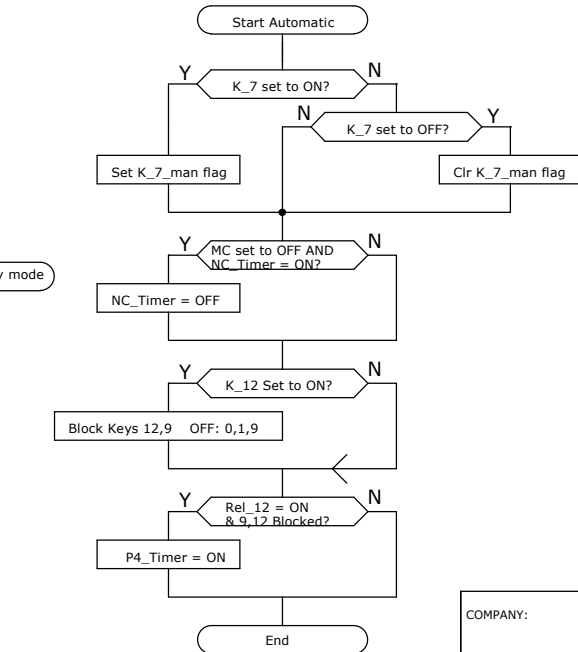 Start Automatic
Y
N
K_7 set to ON?
N
Y
K_7 set to OFF?
Set K_7_man flag
Clr K_7_man flag
Y
N
MC set to OFF AND
NC_Timer = ON?
mode
NC_Timer = OFF
Y
N
K_12 Set to ON?
Block Keys 12,9 OFF: 0,1,9
Y
N
Rel_12 = ON
& 9,12 Blocked?
P4_Timer = ON
COMPANY:
End